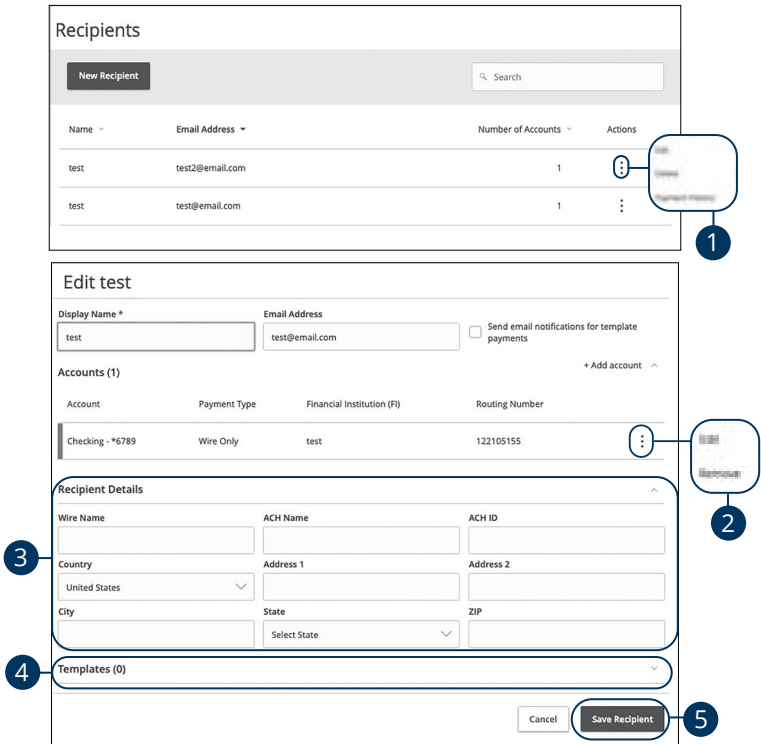 Recipients
New Recipient
Search
Name Email Address Number of Accounts Actions
test test2@email.com 1
test test@email.com 1
1
Edit test
Display Name * Email Address
test test@email.com
Send email notifications for template
payments
Accounts (1) + Add account
Account Payment Type Financial Institution (FI) Routing Number
Checking - *6789 Wire Only test 122105155
2
Recipient Details
Wire Name ACH Name ACH ID
3
Country Address 1 Address 2
United States
City State ZIP
Select State
4
Templates (0)
Cancel Save Recipient
5